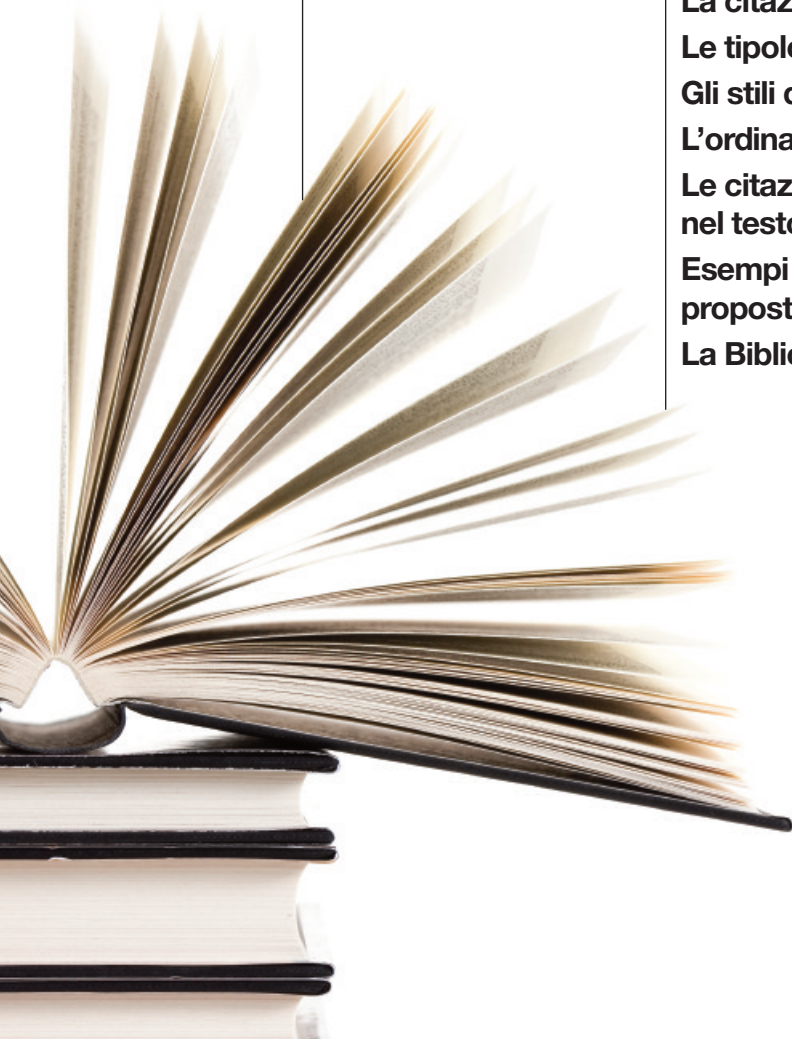 La citaz
Le tipolo
Gli stili
L'ordina
Le citaz
nel testo
Esempi
propost
La Biblio